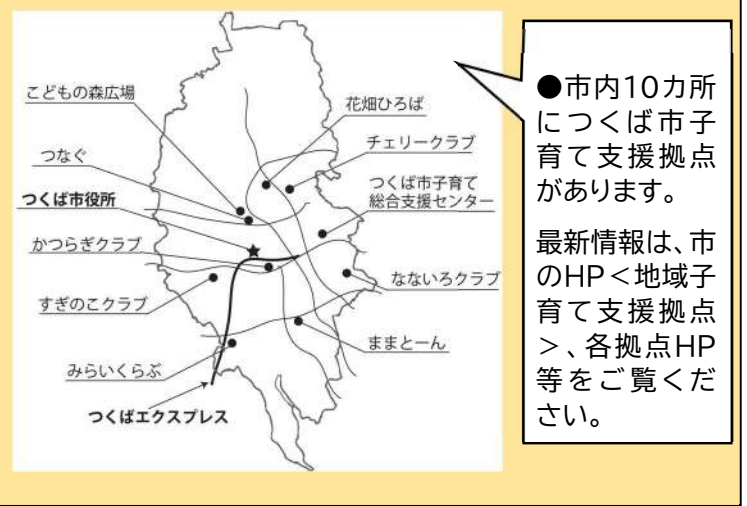 こどもの森広場
つなぐ
つくば市役所
かつらぎクラブ
すぎのこクラブ
みらいくらぶ
つくばエクスプレス
花畑ひろば
チェリークラブ
つくば市子育て
総合支援センター
なないろクラブ
ままとーん
●市内10カ所
につくば市子
育て支援拠点
があります。
最新情報は、市
のHP＜地域子
育て支援拠点
＞、各拠点HP
等をご覧くだ
さい。